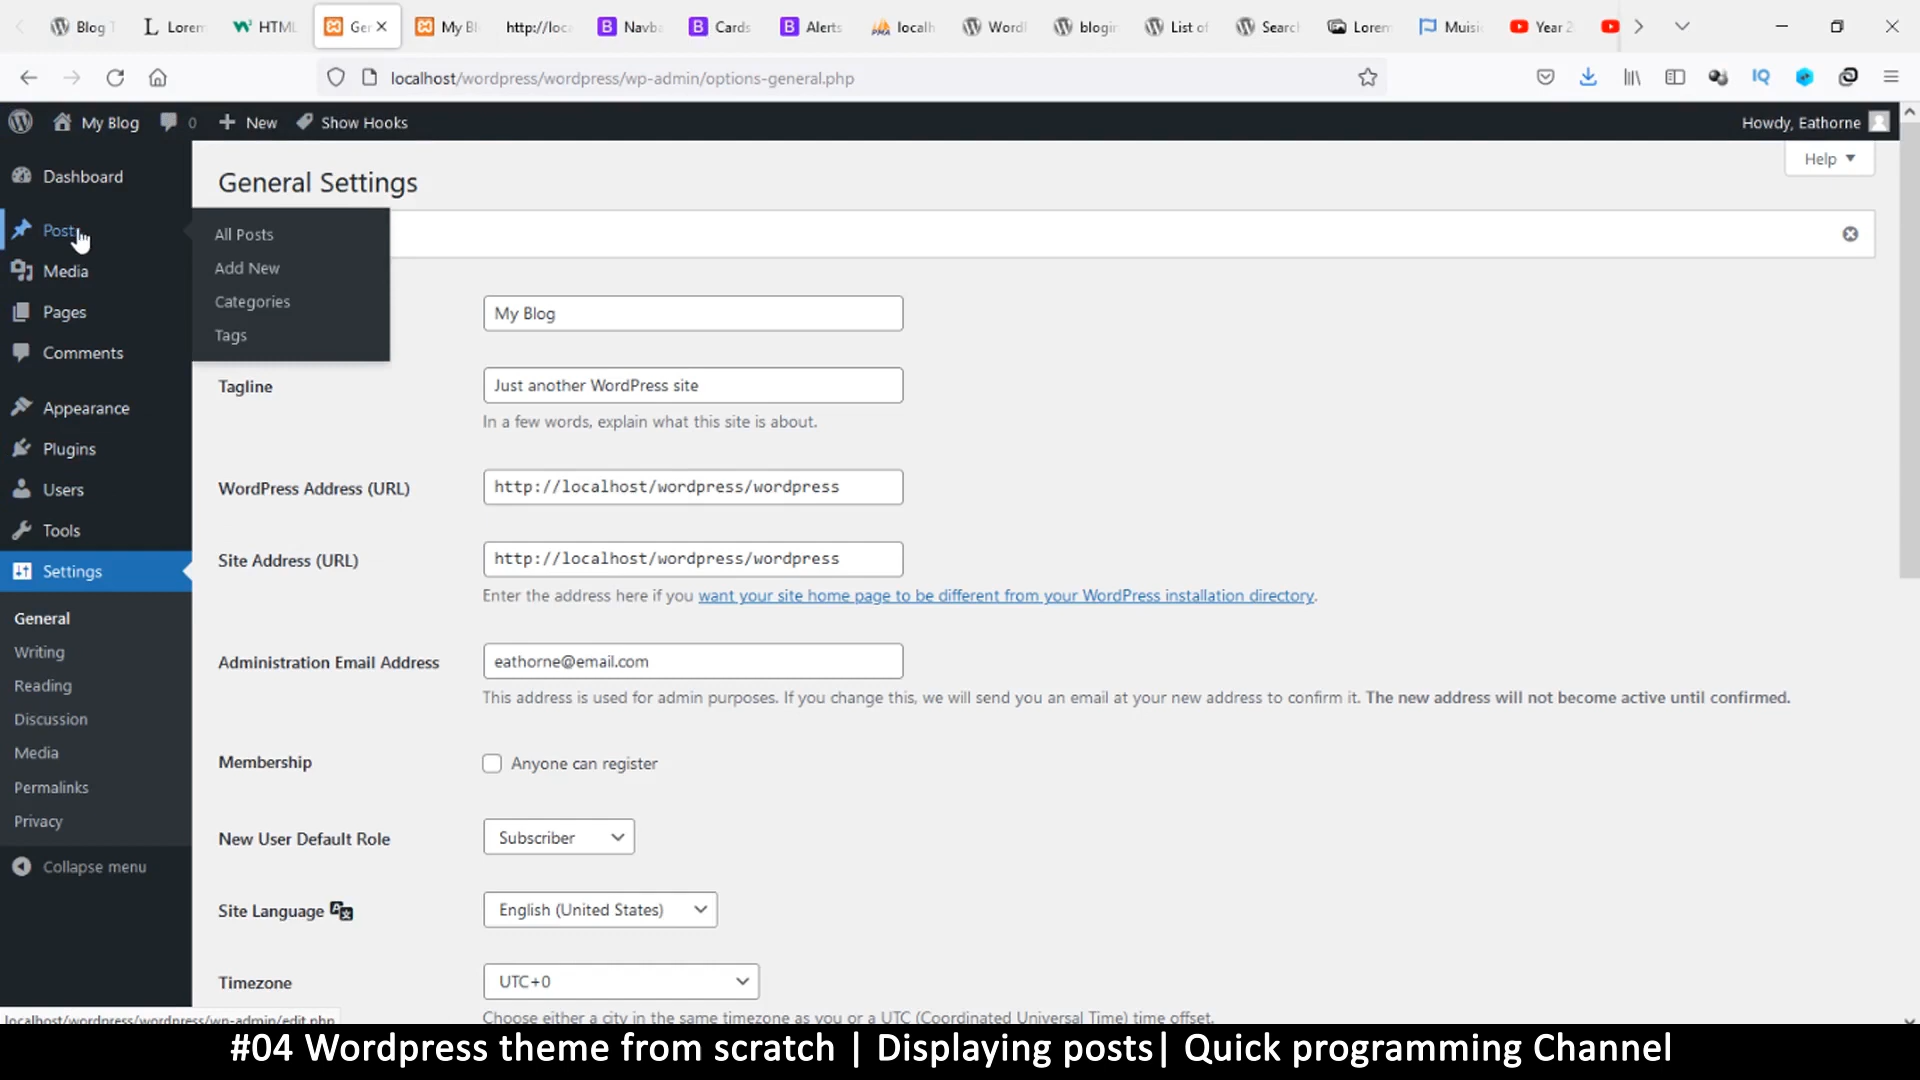 Blog T
Lorem
HTML
Ger
My Bl
http://loca
Navba
Cards
Alerts
localh
WordI
blogin
List of
Search
Lorem
Muisic
Year 2
localhost/wordpress/wordpress/wp-admin/options-general.php
IQ
My Blog
0
New
Show Hooks
Howdy, Eathorne
Help
Dashboard
Posts
Media
Pages
Comments
Appearance
Plugins
Users
Tools
Settings
General
Writing
Reading
Discussion
Media
Permalinks
Privacy
Collapse menu
All Posts
Add New
Categories
Tags
General Settings
My Blog
Tagline
Just another WordPress site
In a few words, explain what this site is about.
WordPress Address (URL)
http://localhost/wordpress/wordpress
Site Address (URL)
http://localhost/wordpress/wordpress
Enter the address here if you want your site home page to be different from your WordPress installation directory.
Administration Email Address
eathorne@email.com
This address is used for admin purposes. If you change this, we will send you an email at your new address to confirm it. The new address will not become active until confirmed.
Membership
Anyone can register
New User Default Role
Subscriber
Site Language
English (United States)
Timezone
UTC+0
Choose either a city in the same timezone as you or a UTC (Coordinated Universal Time) time offset.
localhost/wordpress/wordpress/wp-admin/edit.php
#04 Wordpress theme from scratch | Displaying posts| Quick programming Channel